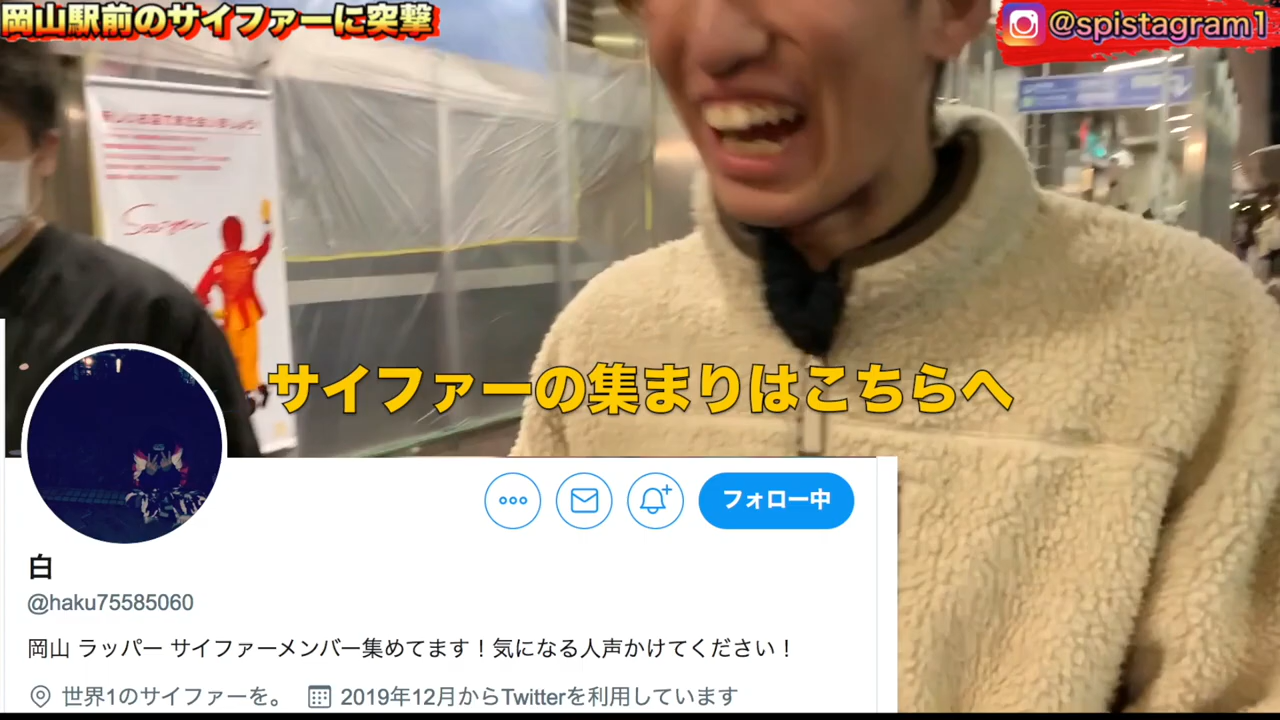 岡山駅前のサイファーに突撃
@spistagram1
サイファーの集まりはこちらへ
フォロー中
白
@haku75585060
岡山 ラッパー サイファーメンバー集めてます！気になる人声かけてください！
世界1のサイファーを。 2019年12月からTwitterを利用しています